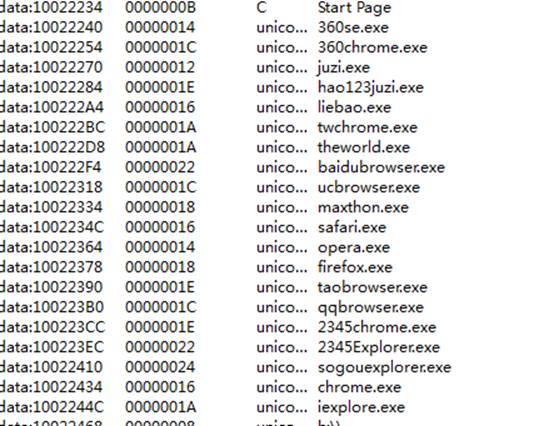 data:10022234 0000000B C Start Page
data:10022240 00000014 unico... 360se.exe
data:10022254 0000001C unico... 360chrome.exe
data:10022270 00000012 unico... juzi.exe
data:10022284 0000001E unico... hao123juzi.exe
data:100222A4 00000016 unico... liebao.exe
data:100222BC 0000001A unico... twchrome.exe
data:100222D8 0000001A unico... theworld.exe
data:100222F4 00000022 unico... baidubrowser.exe
data:10022318 0000001C unico... ucbrowser.exe
data:10022334 00000018 unico... maxthon.exe
data:1002234C 00000016 unico... safari.exe
data:10022364 00000014 unico... opera.exe
data:10022378 00000018 unico... firefox.exe
data:10022390 0000001E unico... taobrowser.exe
data:100223B0 0000001C unico... qqbrowser.exe
data:100223CC 0000001E unico... 2345chrome.exe
data:100223EC 00000022 unico... 2345Explorer.exe
data:10022410 00000024 unico... sogouexplorer.exe
data:10022434 00000016 unico... chrome.exe
data:1002244C 0000001A unico... iexplore.exe